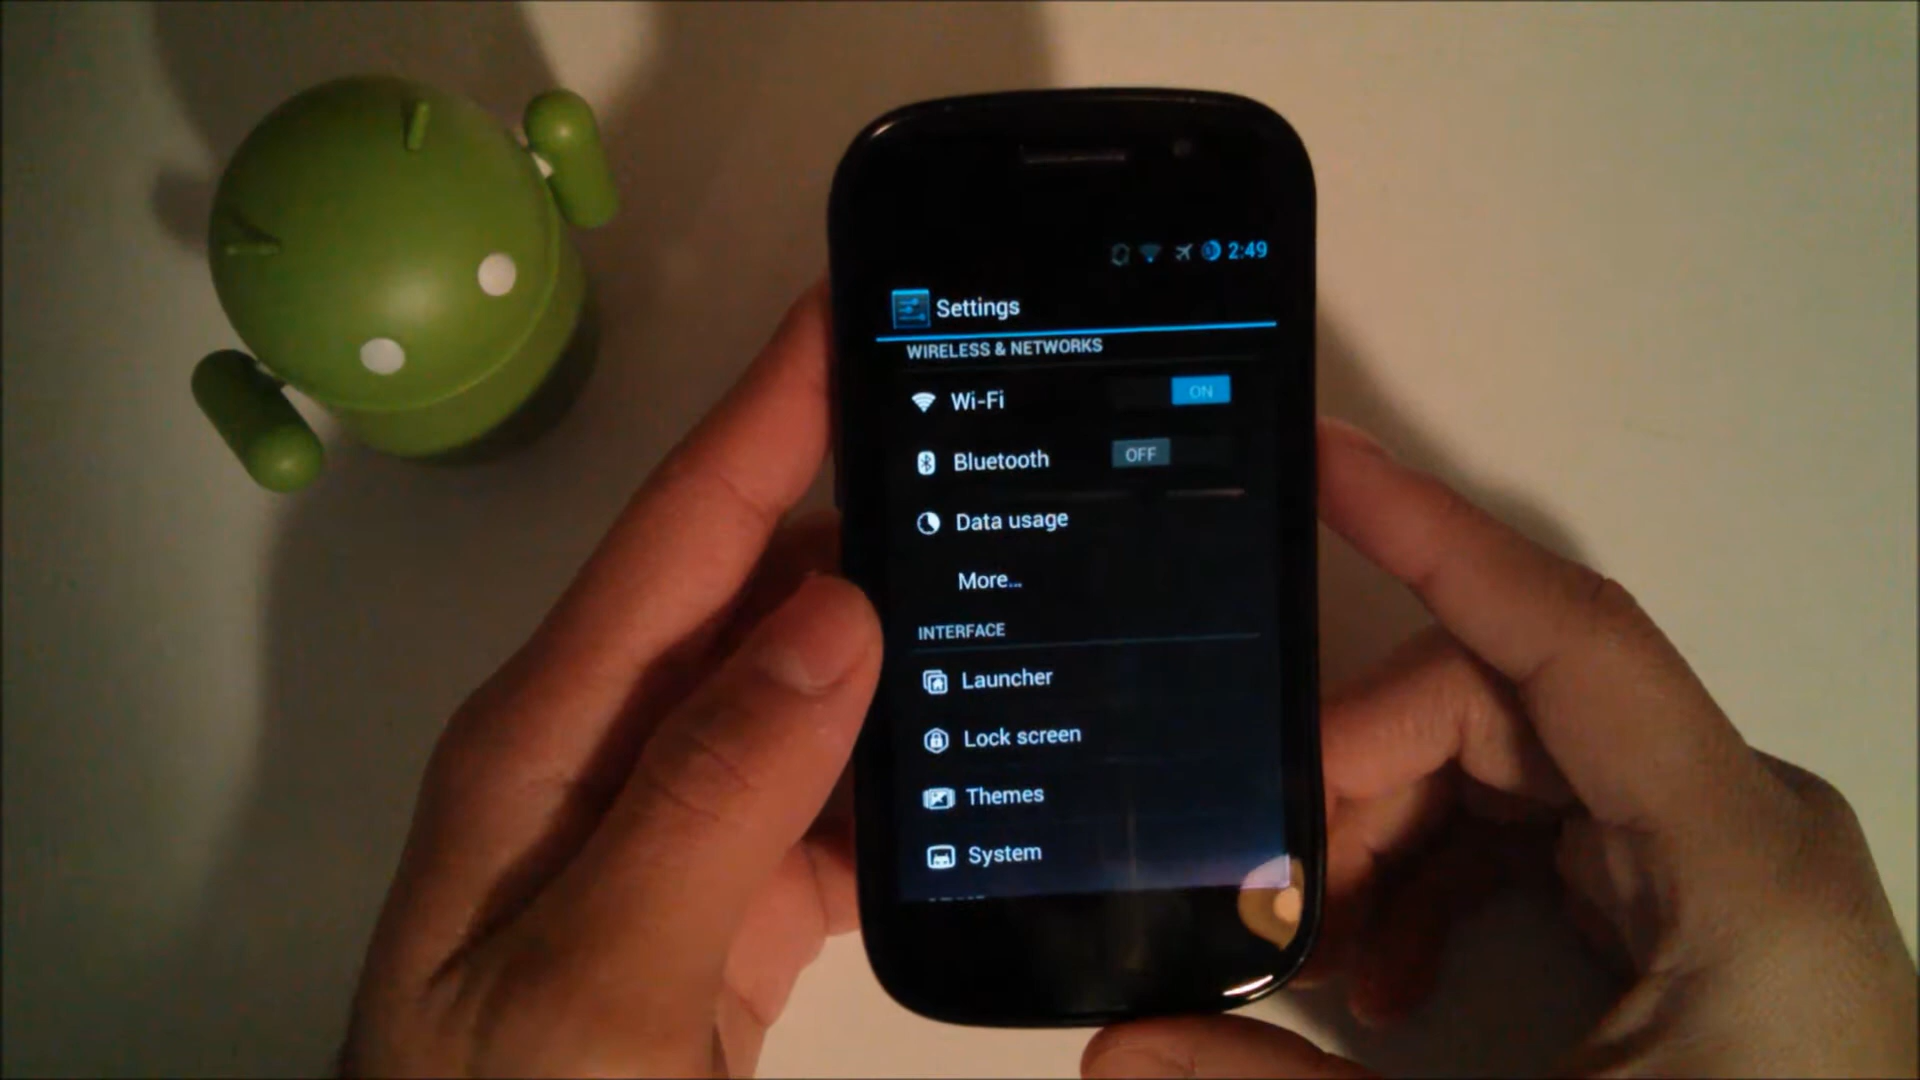 2:49
Settings
WIRELESS & NETWORKS
Wi-Fi ON
Bluetooth OFF
Data usage
More...
INTERFACE
Launcher
Lock screen
Themes
System